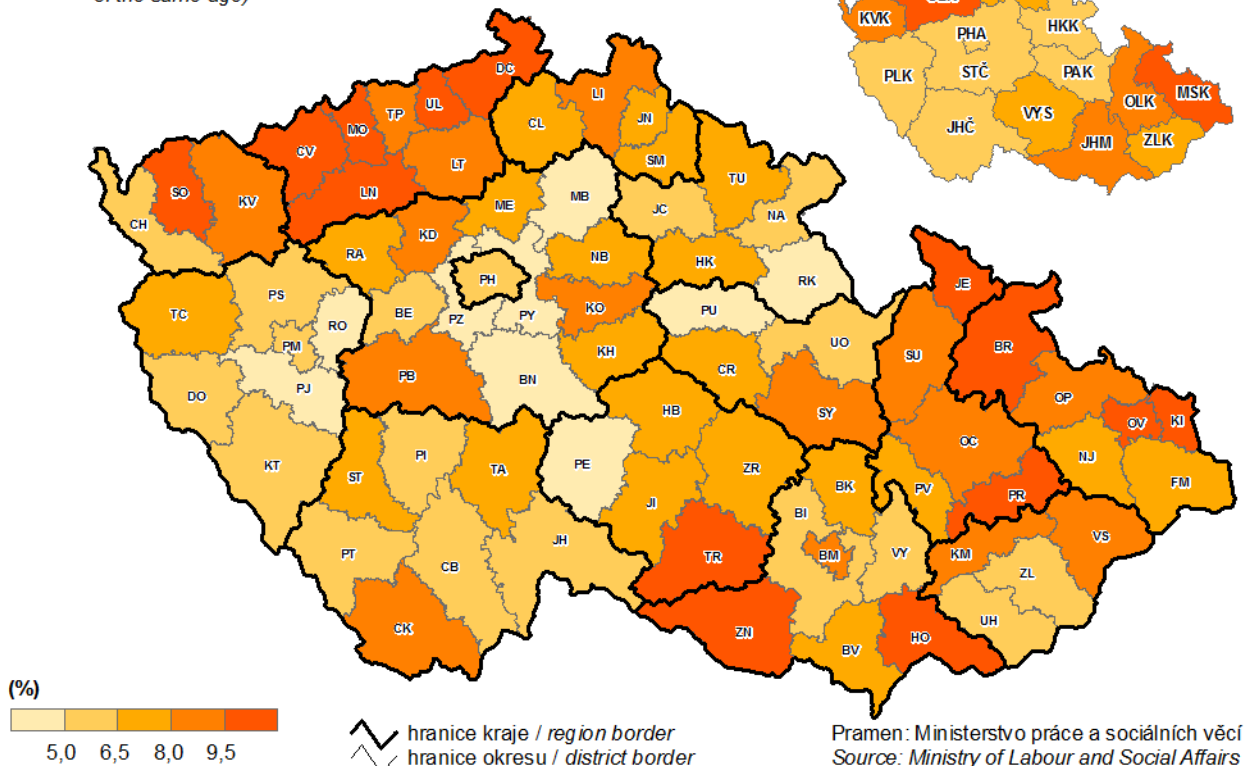 of the same age)
KVK
PHA
HKK
PLK
STČ
PAK
MSK
OLK
VYS
JHČ
JHM
ZLK
DC
LI
UL
TP
CL
JN
MO
CV
LT
SM
TU
SO
LN
MB
KV
ME
JC
NA
CH
KD
RA
NB
HK
PH
RK
JE
PS
BE
KO
PU
TC
RO
PZ
PY
PM
UO
BR
KH
SU
CR
PB
BN
PJ
DO
OP
HB
SY
OV
KI
OC
PI
NJ
KT
PE
ZR
TA
ST
FM
BK
PV
PR
JI
BI
VS
JH
PT
TR
BM
VY
KM
CB
ZL
UH
CK
ZN
HO
BV
(%)
5,0 6,5 8,0 9,5
hranice kraje / region border
hranice okresu / district border
Pramen: Ministerstvo práce a sociálních věcí
Source: Ministry of Labour and Social Affairs